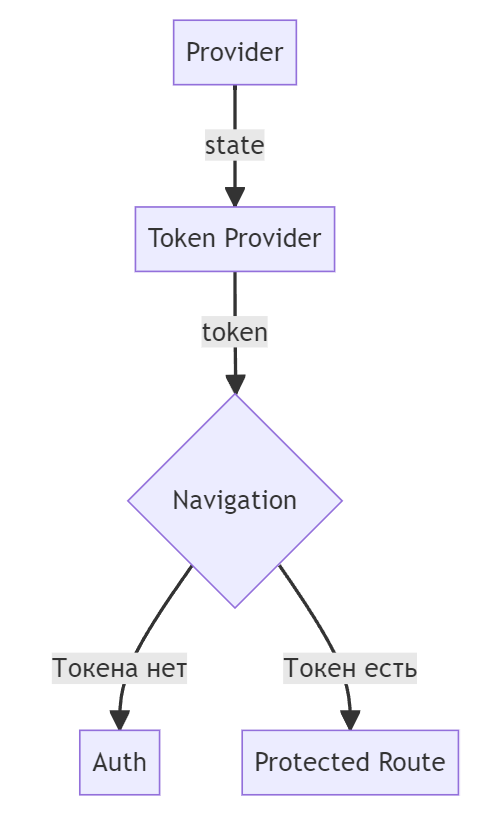 Provider
state
Token Provider
token
Navigation
Токена нет
Токен есть
Auth
Protected Route